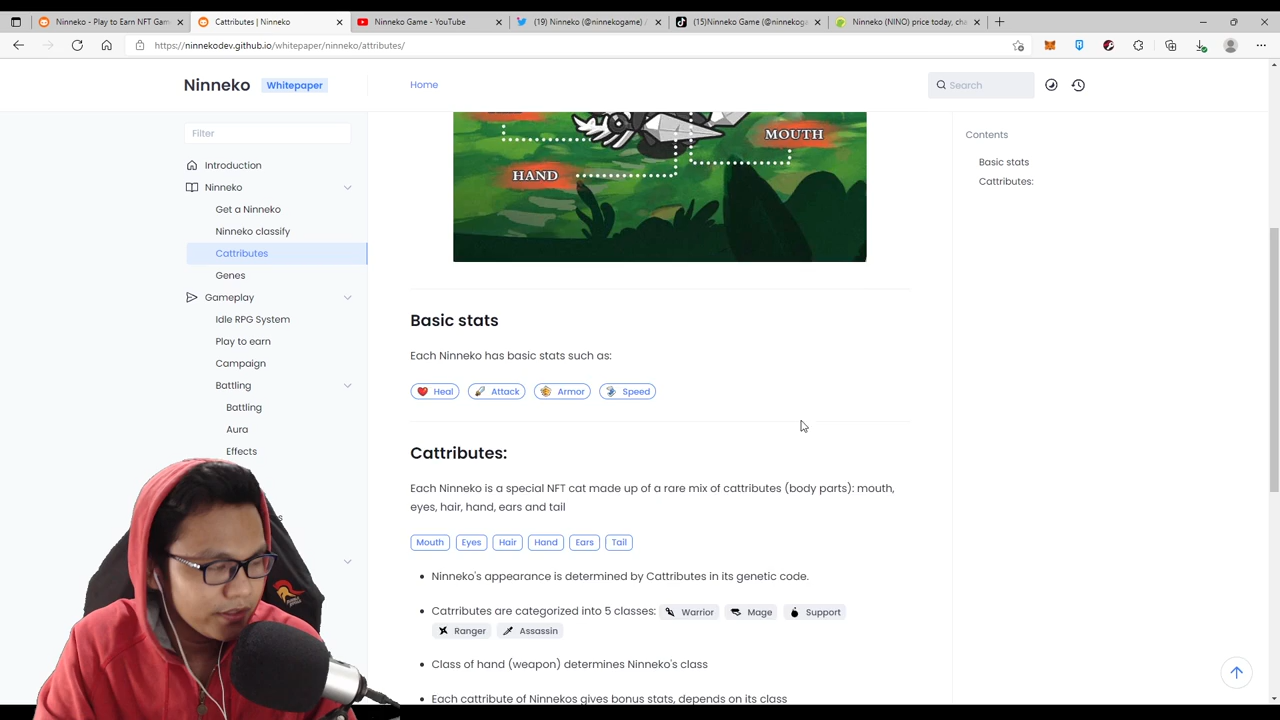 Ninneko - Play to Earn NFT Gam
Cattributes | Ninneko
Ninneko Game - YouTube
(19) Ninneko (@ninnekogame) /
(15)Ninneko Game (@ninnekog
Ninneko (NINO) price today, cha
https://ninnekodev.github.io/whitepaper/ninneko/attributes/
Ninneko Whitepaper
Home
Search
Filter
Introduction
Ninneko
Get a Ninneko
Ninneko classify
Cattributes
Genes
Gameplay
Idle RPG System
Play to earn
Campaign
Battling
Battling
Aura
Effects
MOUTH
HAND
Basic stats
Each Ninneko has basic stats such as:
Heal Attack Armor Speed
Cattributes:
Each Ninneko is a special NFT cat made up of a rare mix of cattributes (body parts): mouth,
eyes, hair, hand, ears and tail
Mouth Eyes Hair Hand Ears Tail
Ninneko's appearance is determined by Cattributes in its genetic code.
Catrributes are categorized into 5 classes: Warrior Mage Support
Ranger Assassin
Class of hand (weapon) determines Ninneko's class
Each cattribute of Ninnekos gives bonus stats, depends on its class
Contents
Basic stats
Cattributes: